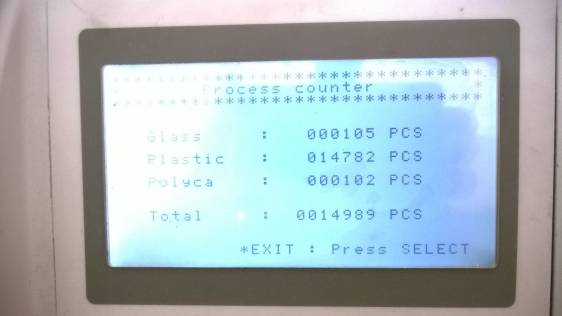 ********************************
Process counter
********************************
Glass : 000105 PCS
Plastic : 014782 PCS
Polyca : 000102 PCS
Total : 0014989 PCS
*EXIT : Press SELECT